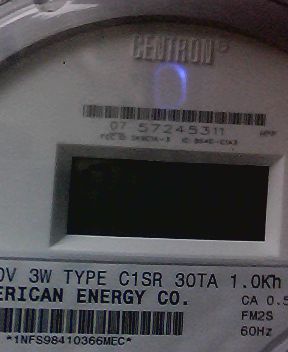 CENTRON®
07 57245311
0V 3W TYPE C1SR 30TA 1.0Kh
ERICAN ENERGY CO.
CA 0.5
FM2S
60Hz
*1NFS98410366MEC*